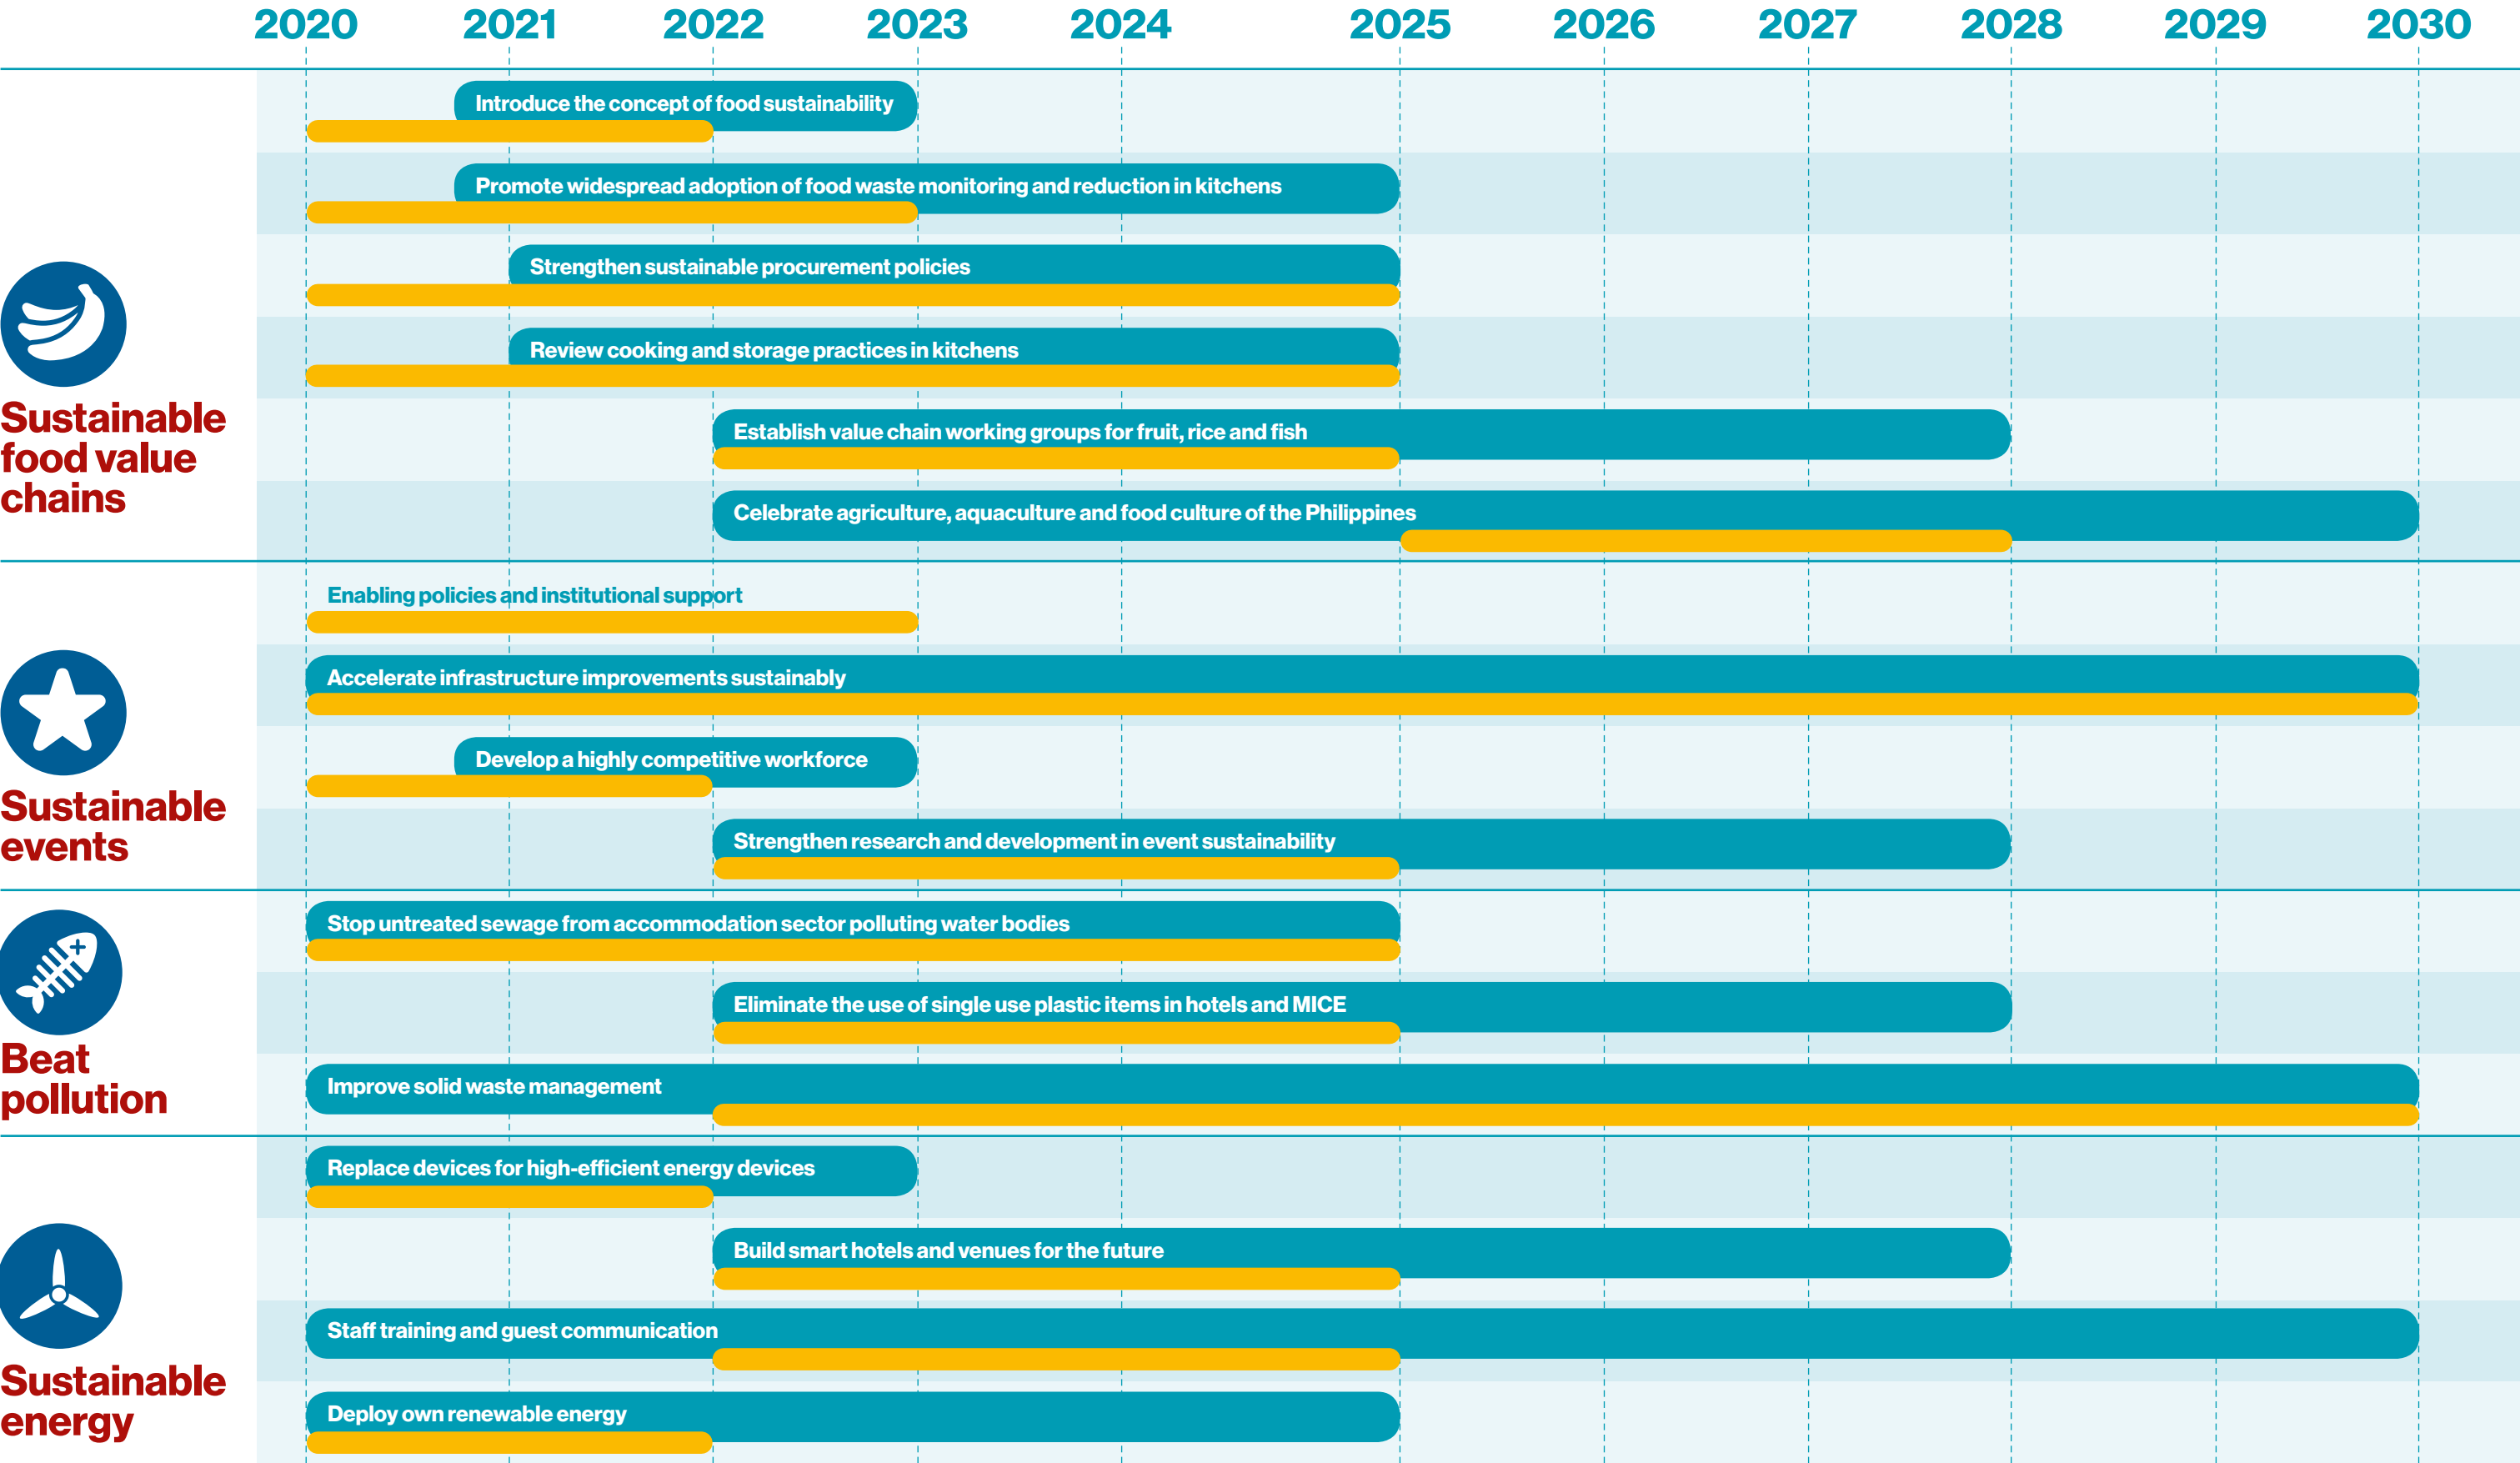 2020 2021 2022 2023 2024 2025 2026 2027 2028 2029 2030
Introduce the concept of food sustainability
Promote widespread adoption of food waste monitoring and reduction in kitchens
Strengthen sustainable procurement policies
Review cooking and storage practices in kitchens
Establish value chain working groups for fruit, rice and fish
Celebrate agriculture, aquaculture and food culture of the Philippines
Sustainable
food value
chains
Enabling policies and institutional support
Accelerate infrastructure improvements sustainably
Develop a highly competitive workforce
Strengthen research and development in event sustainability
Sustainable
events
Stop untreated sewage from accommodation sector polluting water bodies
Eliminate the use of single use plastic items in hotels and MICE
Improve solid waste management
Beat
pollution
Replace devices for high-efficient energy devices
Build smart hotels and venues for the future
Staff training and guest communication
Deploy own renewable energy
Sustainable
energy